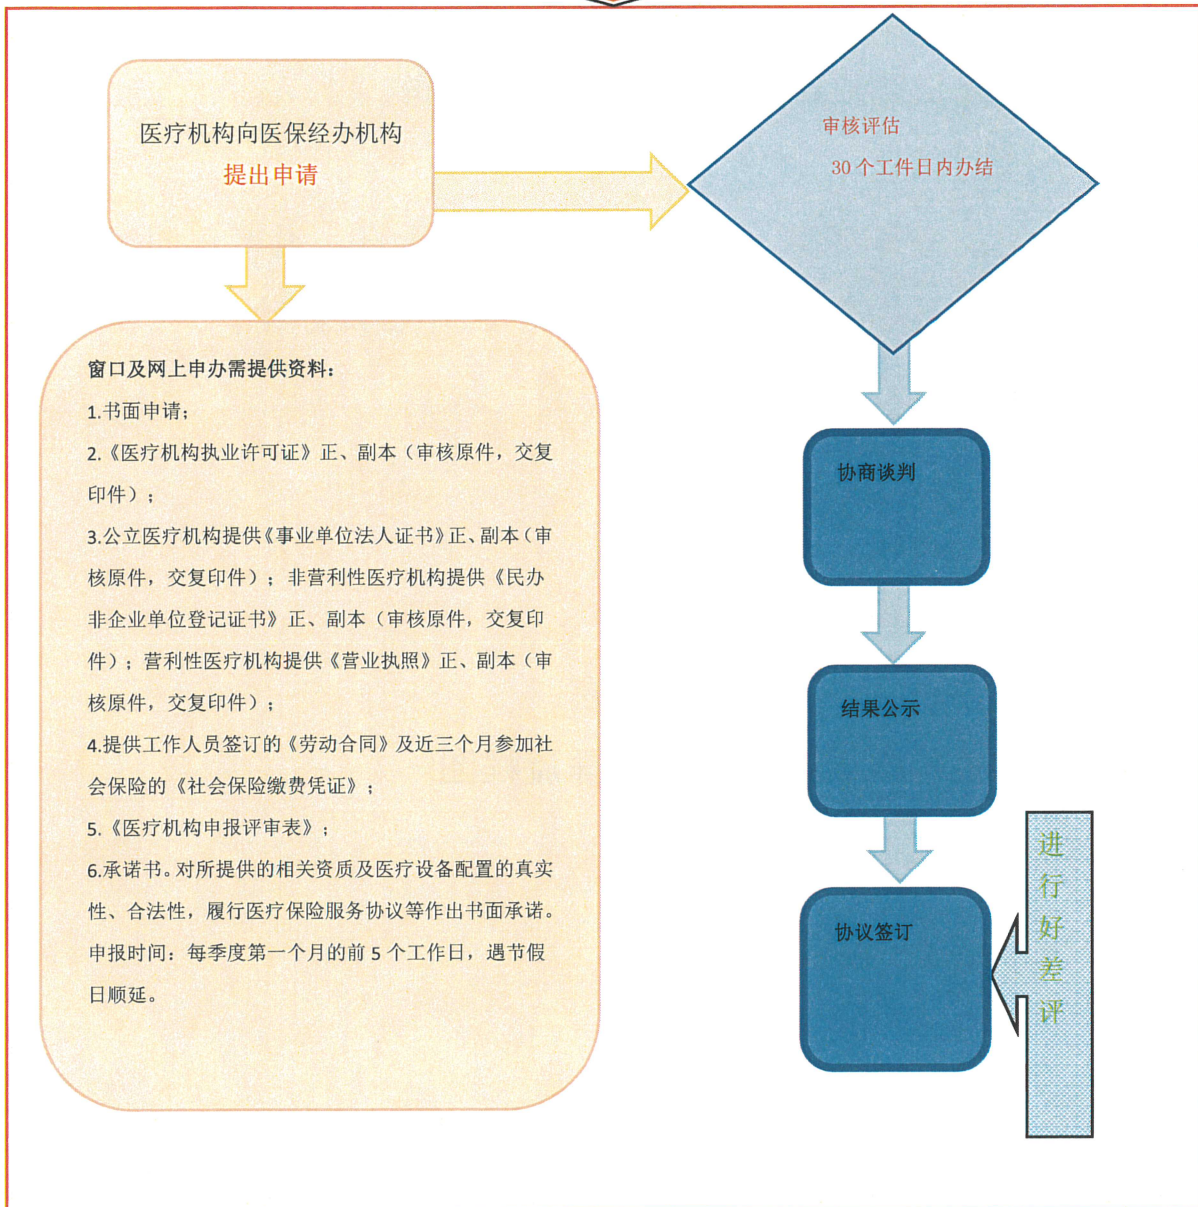 医疗机构向医保经办机构
提出申请
审核评估
30 个工件日内办结
窗口及网上申办需提供资料：
1.书面申请；
2.《医疗机构执业许可证》正、副本（审核原件，交复
印件）；
3.公立医疗机构提供《事业单位法人证书》正、副本（审
核原件，交复印件）；非营利性医疗机构提供《民办
非企业单位登记证书》正、副本（审核原件，交复印
件）；营利性医疗机构提供《营业执照》正、副本（审
核原件，交复印件）；
4.提供工作人员签订的《劳动合同》及近三个月参加社
会保险的《社会保险缴费凭证》；
5.《医疗机构申报评审表》；
6.承诺书。对所提供的相关资质及医疗设备配置的真实
性、合法性，履行医疗保险服务协议等作出书面承诺。
申报时间：每季度第一个月的前 5 个工作日，遇节假
日顺延。
协商谈判
结果公示
协议签订
进行好差评